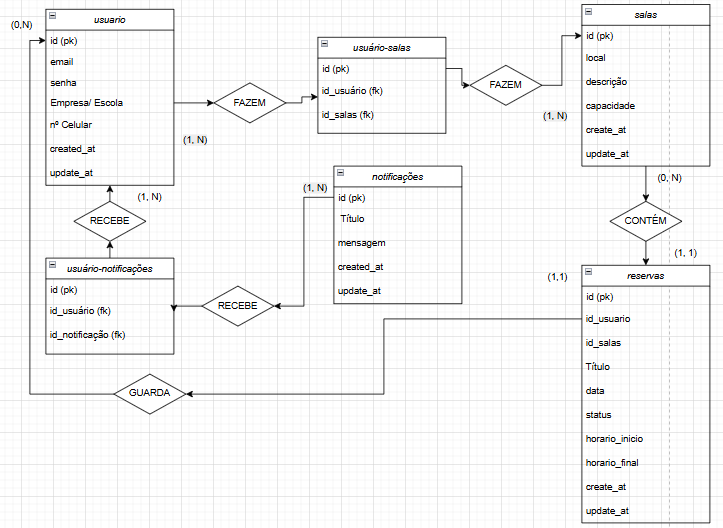 (0,N)
usuario
id (pk)
email
senha
Empresa/ Escola
nº Celular
created_at
update_at
(1, N)
FAZEM
usuário-salas
id (pk)
id_usuário (fk)
id_salas (fk)
FAZEM
(1, N)
salas
id (pk)
local
descrição
capacidade
create_at
update_at
(0, N)
CONTÉM
(1, 1)
(1, N)
RECEBE
usuário-notificações
id (pk)
id_usuário (fk)
id_notificação (fk)
RECEBE
(1, N)
notificações
id (pk)
Título
mensagem
created_at
update_at
(1,1)
reservas
id (pk)
id_usuario
id_salas
Título
data
status
horario_inicio
horario_final
create_at
update_at
GUARDA